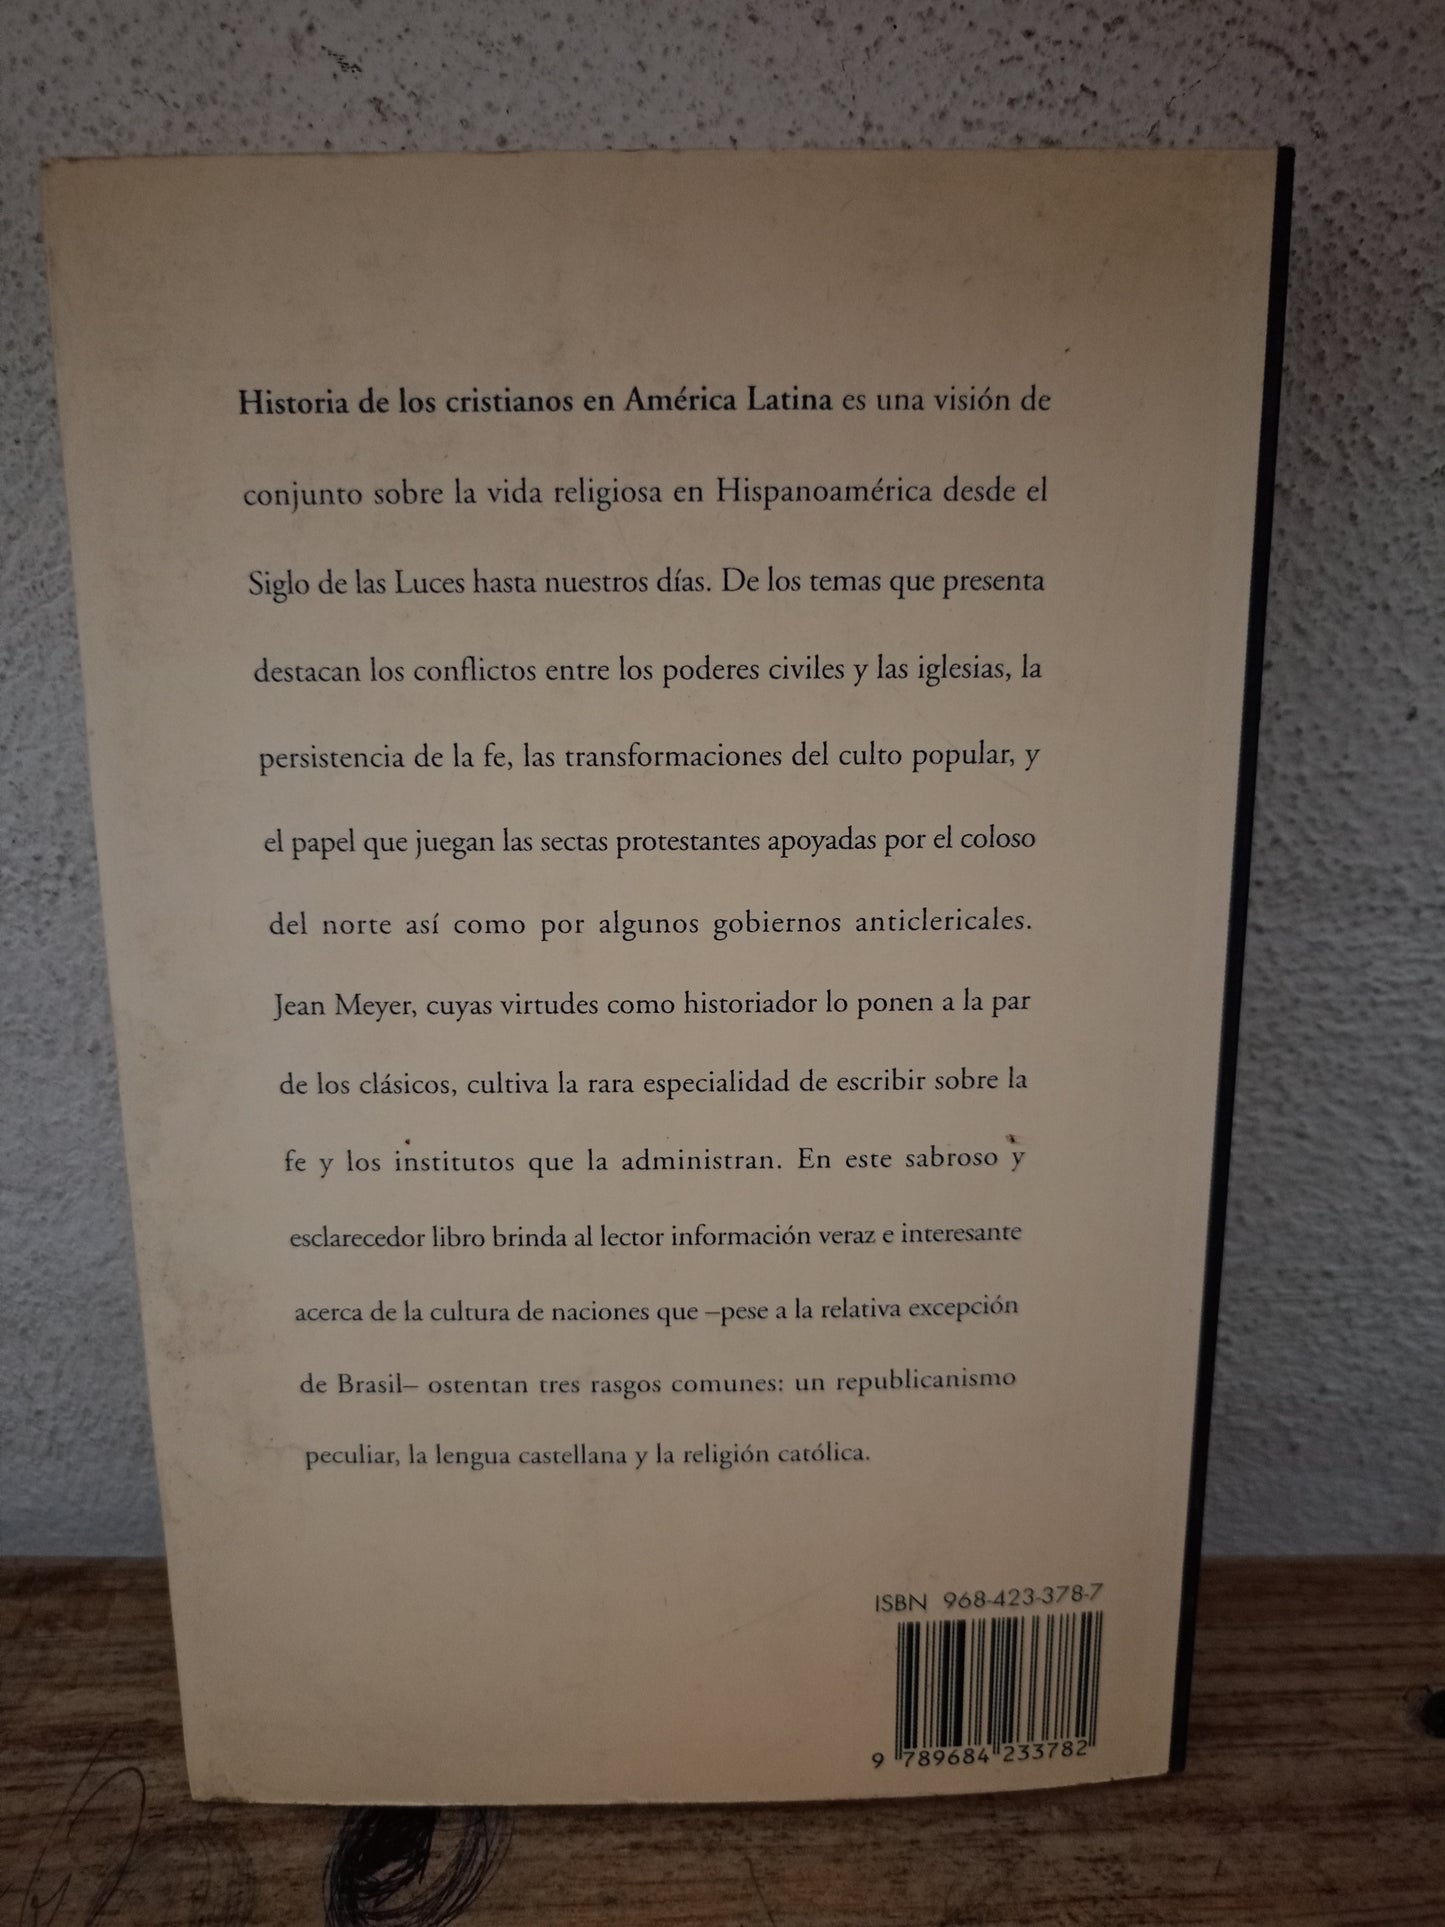 Historia de los cristianos en América Latina es una visión de
conjunto sobre la vida religiosa en Hispanoamérica desde el
Siglo de las Luces hasta nuestros días. De los temas que presenta
destacan los conflictos entre los poderes civiles y las iglesias, la
persistencia de la fe, las transformaciones del culto popular, y
el papel que juegan las sectas protestantes apoyadas por el coloso
del norte así como por algunos gobiernos anticlericales.
Jean Meyer, cuyas virtudes como historiador lo ponen a la par
de los clásicos, cultiva la rara especialidad de escribir sobre la
fe y los institutos que la administran. En este sabroso y
esclarecedor libro brinda al lector información veraz e interesante
acerca de la cultura de naciones que –pese a la relativa excepción
de Brasil– ostentan tres rasgos comunes: un republicanismo
peculiar, la lengua castellana y la religión católica.
ISBN 968-423-378-7
9 789684 233782